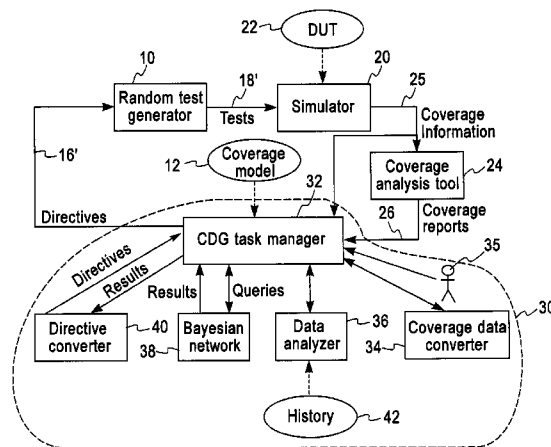 22
DUT
10
18'
20
25
Random test
generator
Tests
Simulator
Coverage
Information
16'
12
Coverage
model
32
Coverage
analysis tool
24
26
Coverage
reports
Directives
CDG task manager
35
Directives
Results
Results
Queries
30
Directive
converter
40
Bayesian
network
38
Data
analyzer
36
Coverage data
converter
34
History
42